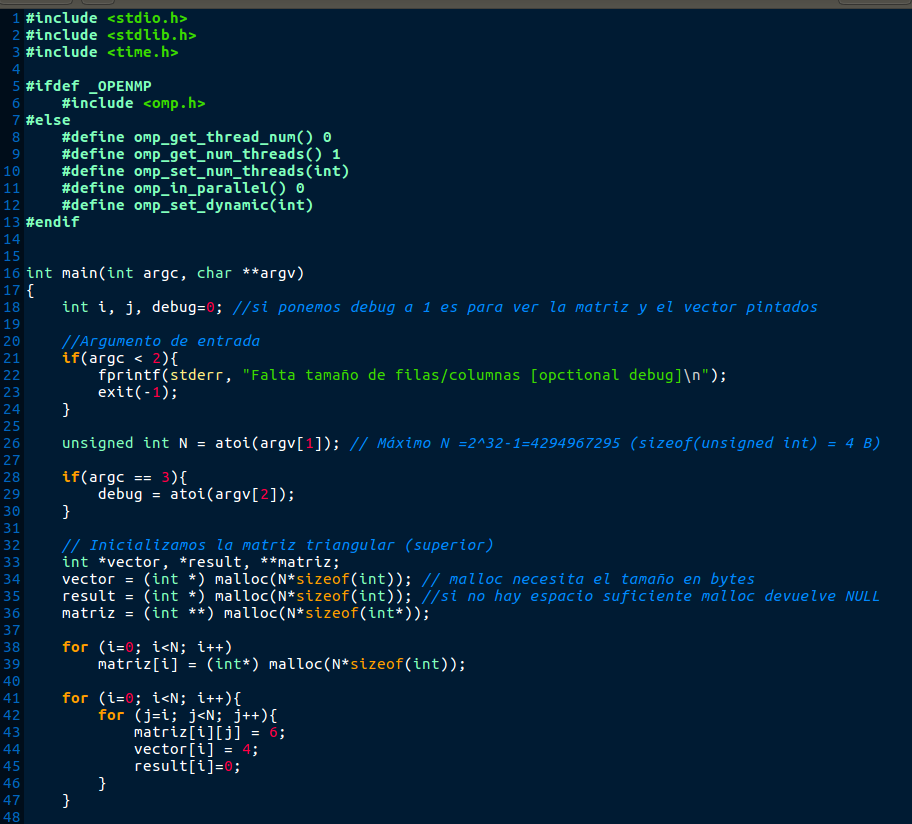 1 #include <stdio.h>
2 #include <stdlib.h>
3 #include <time.h>
4
5 #ifdef _OPENMP
6     #include <omp.h>
7 #else
8     #define omp_get_thread_num() 0
9     #define omp_get_num_threads() 1
10     #define omp_set_num_threads(int)
11     #define omp_in_parallel() 0
12     #define omp_set_dynamic(int)
13 #endif
14
15
16 int main(int argc, char **argv)
17 {
18     int i, j, debug=0; //si ponemos debug a 1 es para ver la matriz y el vector pintados
19
20     //Argumento de entrada
21     if(argc < 2){
22         fprintf(stderr, "Falta tamaño de filas/columnas [opctional debug]\n");
23         exit(-1);
24     }
25
26     unsigned int N = atoi(argv[1]); // Máximo N =2^32-1=4294967295 (sizeof(unsigned int) = 4 B)
27
28     if(argc == 3){
29         debug = atoi(argv[2]);
30     }
31
32     // Inicializamos la matriz triangular (superior)
33     int *vector, *result, **matriz;
34     vector = (int *) malloc(N*sizeof(int)); // malloc necesita el tamaño en bytes
35     result = (int *) malloc(N*sizeof(int)); //si no hay espacio suficiente malloc devuelve NULL
36     matriz = (int **) malloc(N*sizeof(int*));
37
38     for (i=0; i<N; i++)
39         matriz[i] = (int*) malloc(N*sizeof(int));
40
41     for (i=0; i<N; i++){
42         for (j=i; j<N; j++){
43             matriz[i][j] = 6;
44             vector[i] = 4;
45             result[i]=0;
46         }
47     }
48